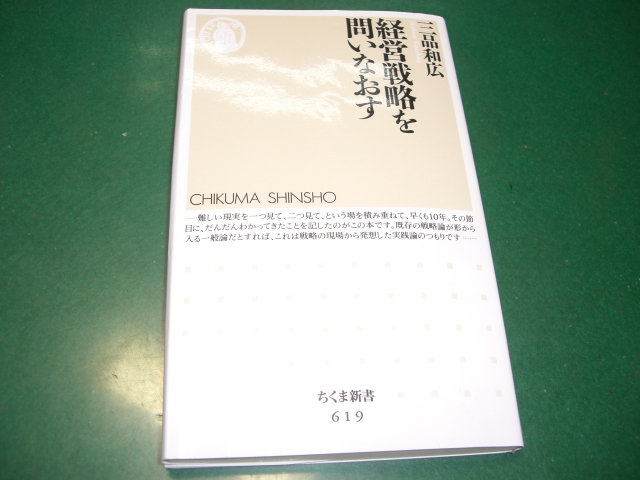 三品和広
経営戦略を
問いなおす
CHIKUMA SHINSHO
―難しい現実を一つ見て、二つ見て、という場を積み重ねて、早くも10年。その節
目に、だんだんわかってきたことを記したのがこの本です。既存の戦略論が形から
入る一般論だとすれば、これは戦略の現場から発想した実践論のつもりです――
ちくま新書
619